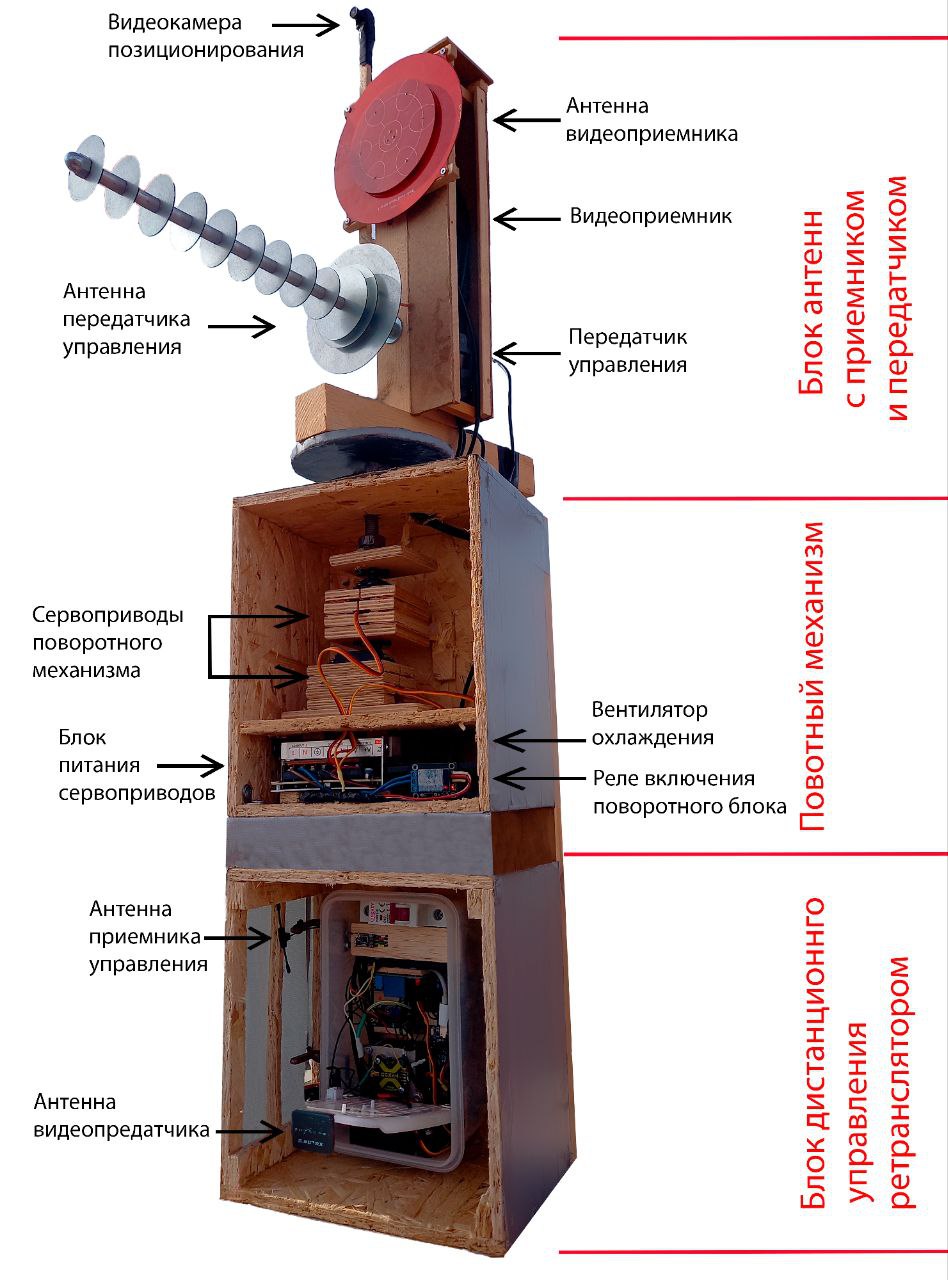 Видеокамера
позиционирования
Антенна
видеоприемника
Видеоприемник
Антенна
передатчика
управления
Передатчик
управления
Блок антенн
с приемником
и передатчиком
Сервоприводы
поворотного
механизма
Блок
питания
сервоприводов
Вентилятор
охлаждения
Реле включения
поворотного блока
Повотный механизм
Антенна
приемника
управления
Антенна
видеопредатчика
Блок дистанционнго
управления
ретранслятором